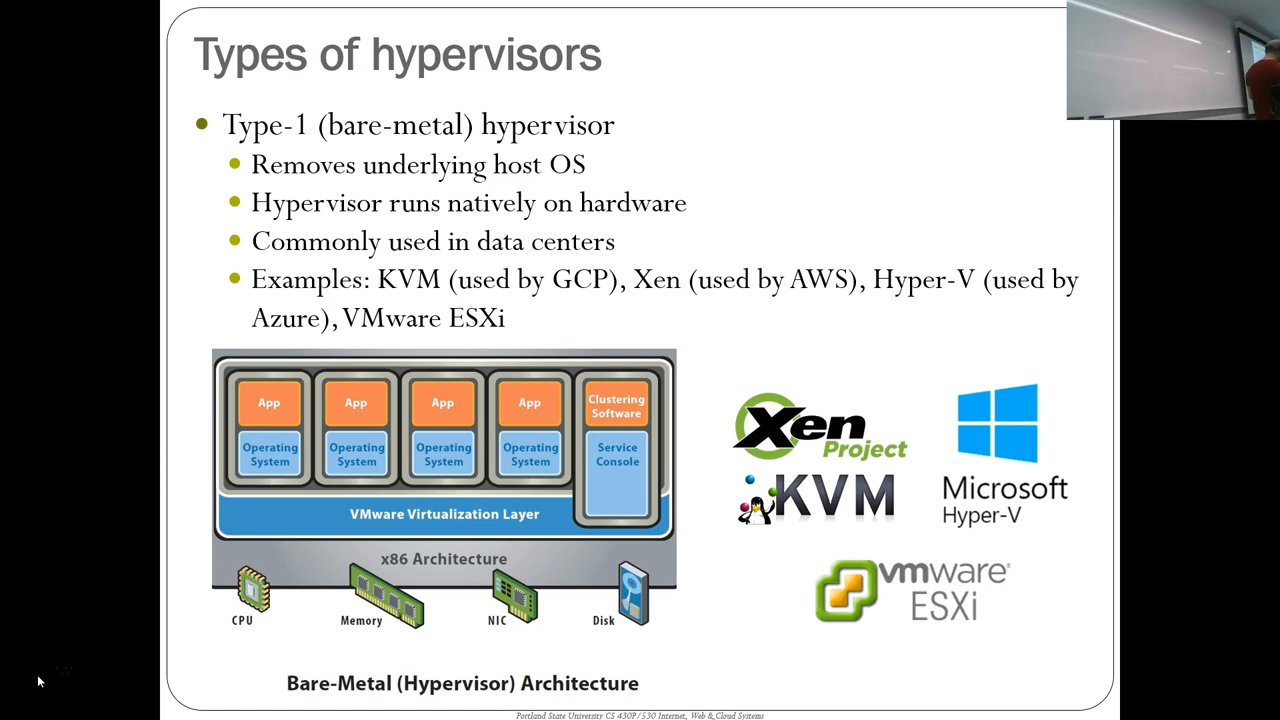 Types of hypervisors
Type-1 (bare-metal) hypervisor
Removes underlying host OS
Hypervisor runs natively on hardware
Commonly used in data centers
Examples: KVM (used by GCP), Xen (used by AWS), Hyper-V (used by
Azure), VMware ESXi
App App App App Clustering
Software
Operating Operating Operating Operating Service
System System System System Console
VMware Virtualization Layer
x86 Architecture
CPU Memory NIC Disk
Bare-Metal (Hypervisor) Architecture
Xen
Project
KVM
Microsoft
Hyper-V
vmware®
ESXi
Portland State University CS 430P/530 Internet, Web & Cloud Systems